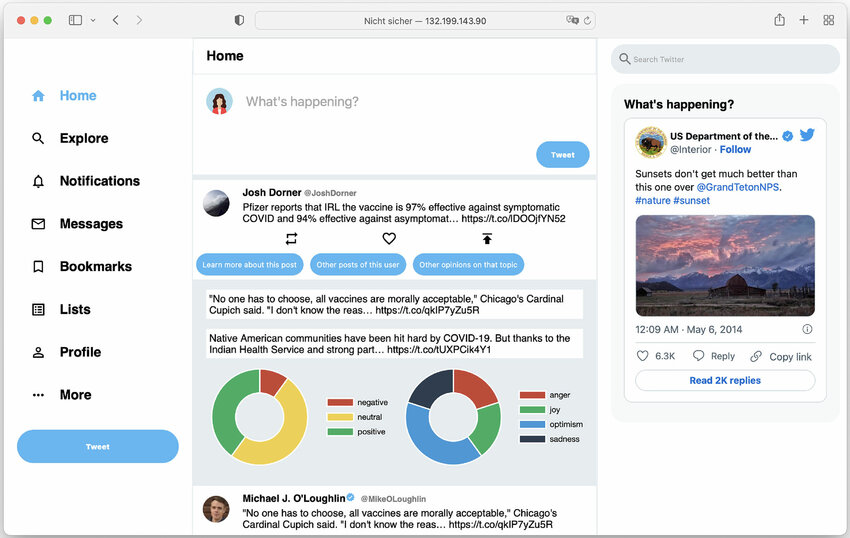 Nicht sicher — 132.199.143.90
Home
Explore
Notifications
Messages
Bookmarks
Lists
Profile
More
Tweet
Home
What's happening?
Tweet
Josh Dorner @JoshDorner
Pfizer reports that IRL the vaccine is 97% effective against symptomatic
COVID and 94% effective against asymptomat… https://t.co/lDOOjfYN52
Learn more about this post
Other posts of this user
Other opinions on that topic
"No one has to choose, all vaccines are morally acceptable," Chicago's Cardinal
Cupich said. "I don't know the reas… https://t.co/qkIP7yZu5R
Native American communities have been hit hard by COVID-19. But thanks to the
Indian Health Service and strong part… https://t.co/tUXPCik4Y1
negative
neutral
positive
anger
joy
optimism
sadness
Michael J. O'Loughlin @MikeOLoughlin
"No one has to choose, all vaccines are morally acceptable," Chicago's
Cardinal Cupich said. "I don't know the reas… https://t.co/qkIP7yZu5R
Search Twitter
What's happening?
US Department of the...
@Interior · Follow
Sunsets don't get much better than
this one over @GrandTetonNPS.
#nature #sunset
12:09 AM · May 6, 2014
6.3K
Reply
Copy link
Read 2K replies